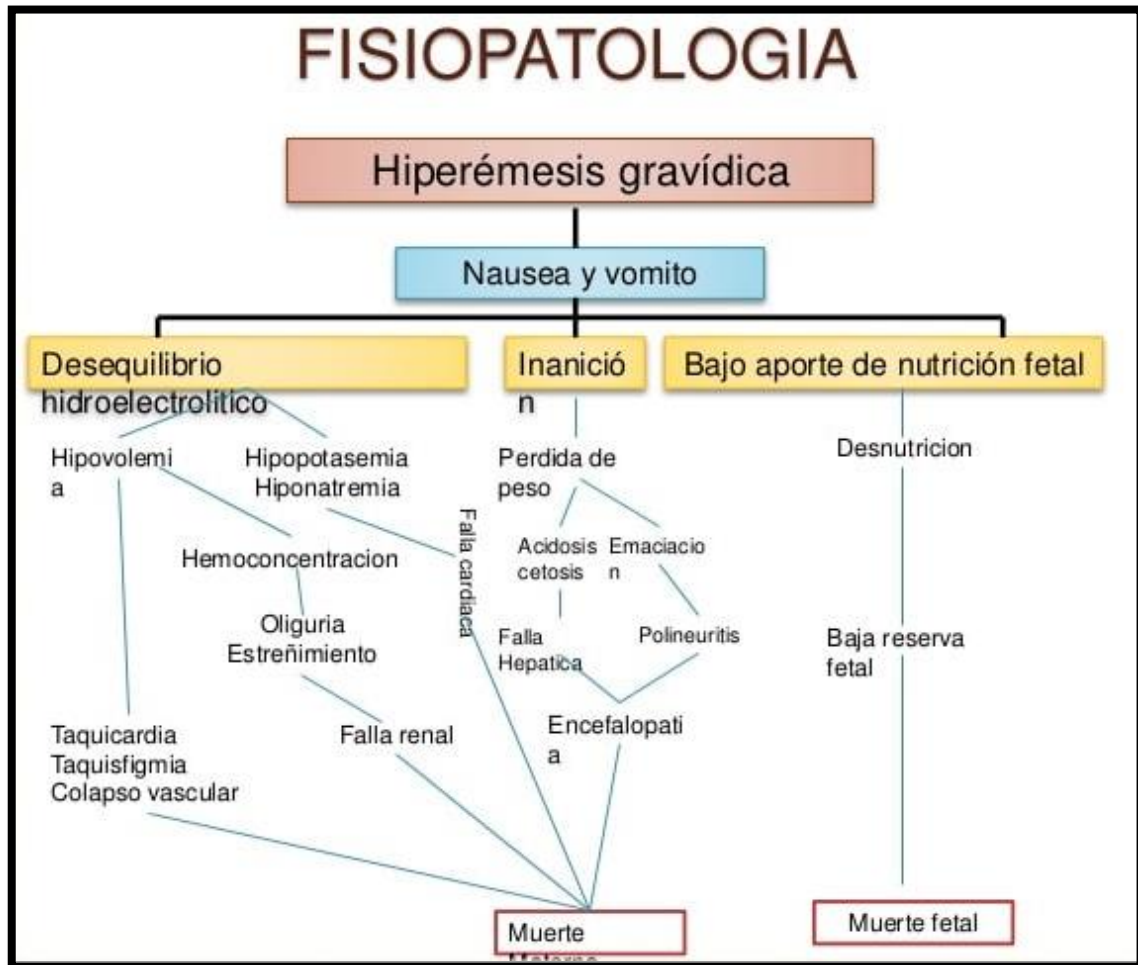 FISIOPATOLOGIA
Hiperémesis gravídica
Nausea y vomito
Desequilibrio
hidroelectrolitico
Inanició
n
Bajo aporte de nutrición fetal
Hipovolemi
a
Hipopotasemia
Hiponatremia
Perdida de
peso
Desnutricion
Falla cardiaca
Hemoconcentracion
Acidosis
cetosis
Emaciacio
n
Oliguria
Estreñimiento
Falla
Hepatica
Polineuritis
Baja reserva
fetal
Taquicardia
Taquisfigmia
Colapso vascular
Falla renal
Encefalopati
a
Muerte
Muerte fetal